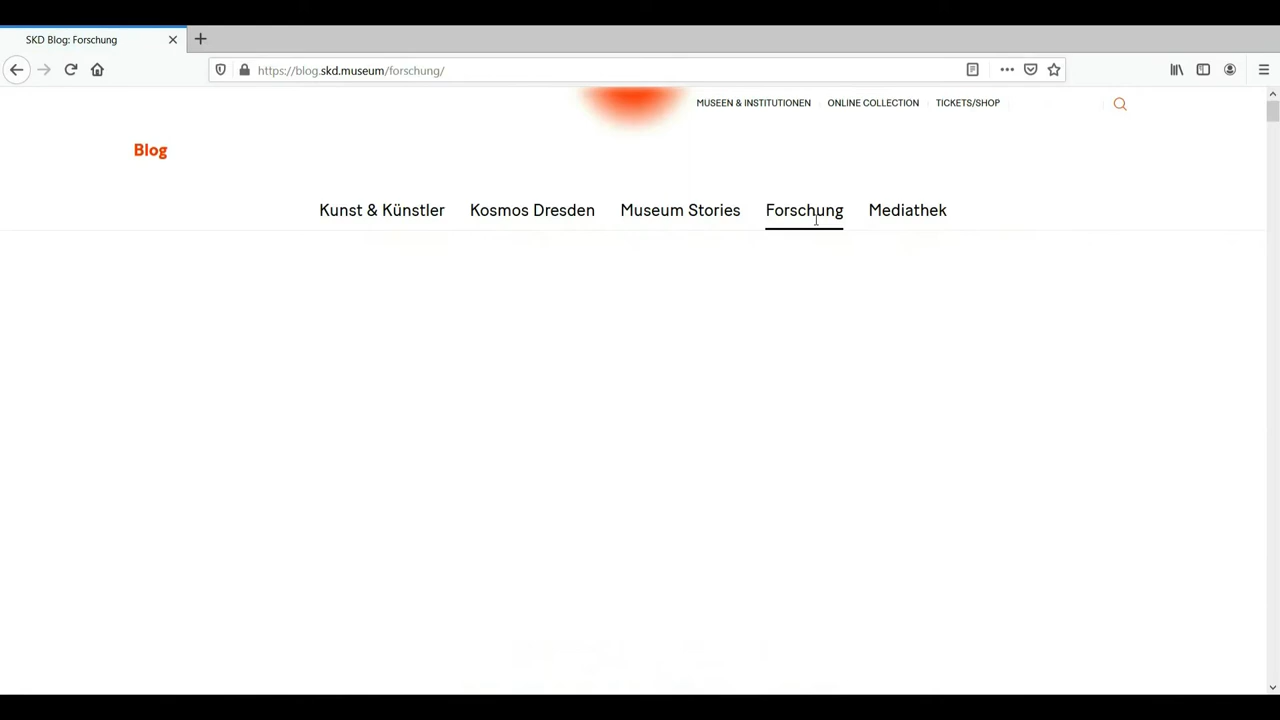 SKD Blog: Forschung
https://blog.skd.museum/forschung/
MUSEEN & INSTITUTIONEN ONLINE COLLECTION TICKETS/SHOP
Blog
Kunst & Künstler Kosmos Dresden Museum Stories Forschung Mediathek